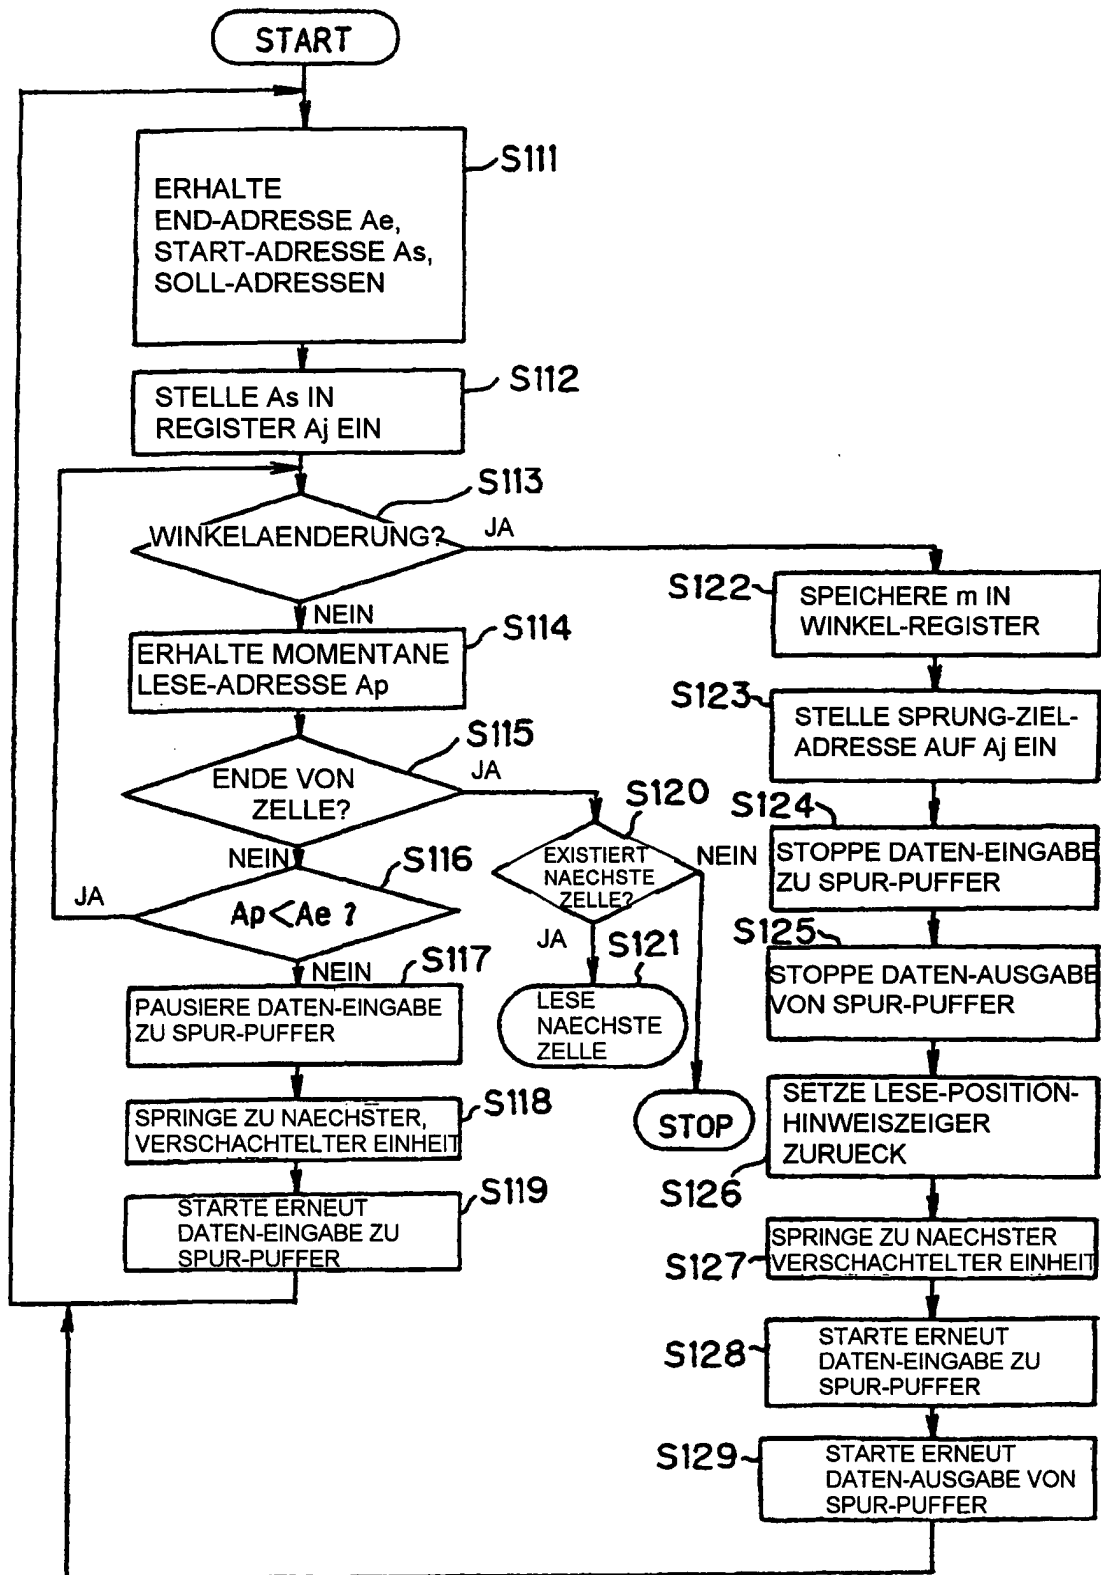 START
S111
ERHALTE
END-ADRESSE Ae,
START-ADRESSE As,
SOLL-ADRESSEN
S112
STELLE As IN
REGISTER Aj EIN
S113
WINKELAENDERUNG?
JA
NEIN
S114
ERHALTE MOMENTANE
LESE-ADRESSE Ap
S115
ENDE VON
ZELLE?
JA
NEIN
S116
Ap<Ae ?
JA
NEIN
S117
PAUSIERE DATEN-EINGABE
ZU SPUR-PUFFER
S118
SPRINGE ZU NAECHSTER,
VERSCHACHTELTER EINHEIT
S119
STARTE ERNEUT
DATEN-EINGABE ZU
SPUR-PUFFER
S120
EXISTIERT
NAECHSTE
ZELLE?
NEIN
JA
S121
LESE
NAECHSTE
ZELLE
STOP
S122
SPEICHERE m IN
WINKEL-REGISTER
S123
STELLE SPRUNG-ZIEL-
ADRESSE AUF Aj EIN
S124
STOPPE DATEN-EINGABE
ZU SPUR-PUFFER
S125
STOPPE DATEN-AUSGABE
VON SPUR-PUFFER
S126
SETZE LESE-POSITION-
HINWEISZEIGER
ZURUECK
S127
SPRINGE ZU NAECHSTER
VERSCHACHTELTER EINHEIT
S128
STARTE ERNEUT
DATEN-EINGABE ZU
SPUR-PUFFER
S129
STARTE ERNEUT
DATEN-AUSGABE VON
SPUR-PUFFER